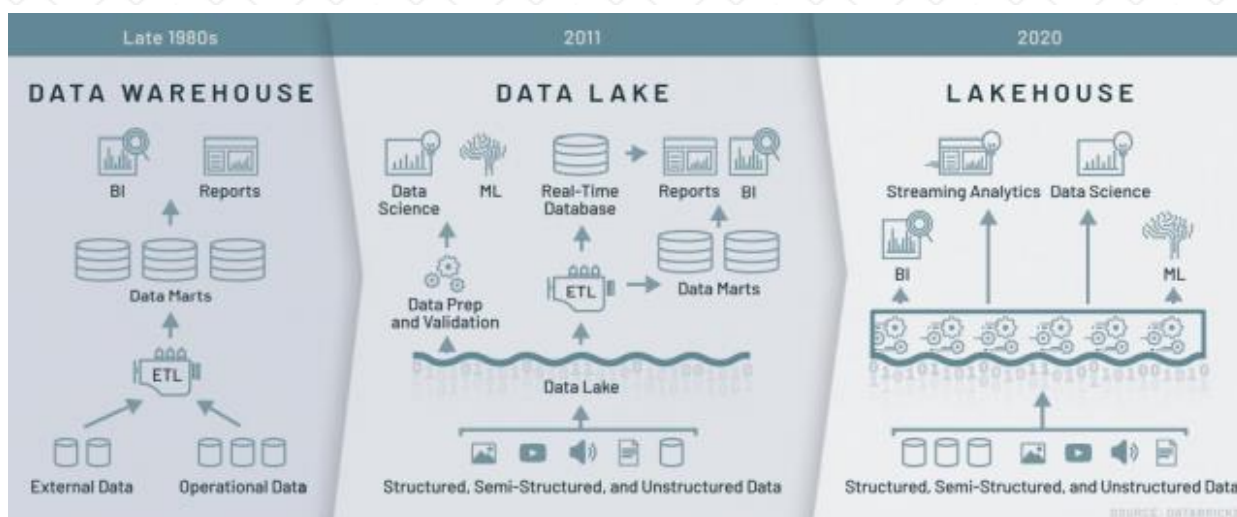 Late 1980s
DATA WAREHOUSE
BI
Reports
Data Marts
ETL
External Data
Operational Data
2011
DATA LAKE
Data
Science
ML
Real-Time
Database
Reports
BI
Data Prep
and Validation
ETL
Data Marts
Data Lake
Structured, Semi-Structured, and Unstructured Data
2020
LAKEHOUSE
Streaming Analytics
Data Science
BI
ML
Structured, Semi-Structured, and Unstructured Data